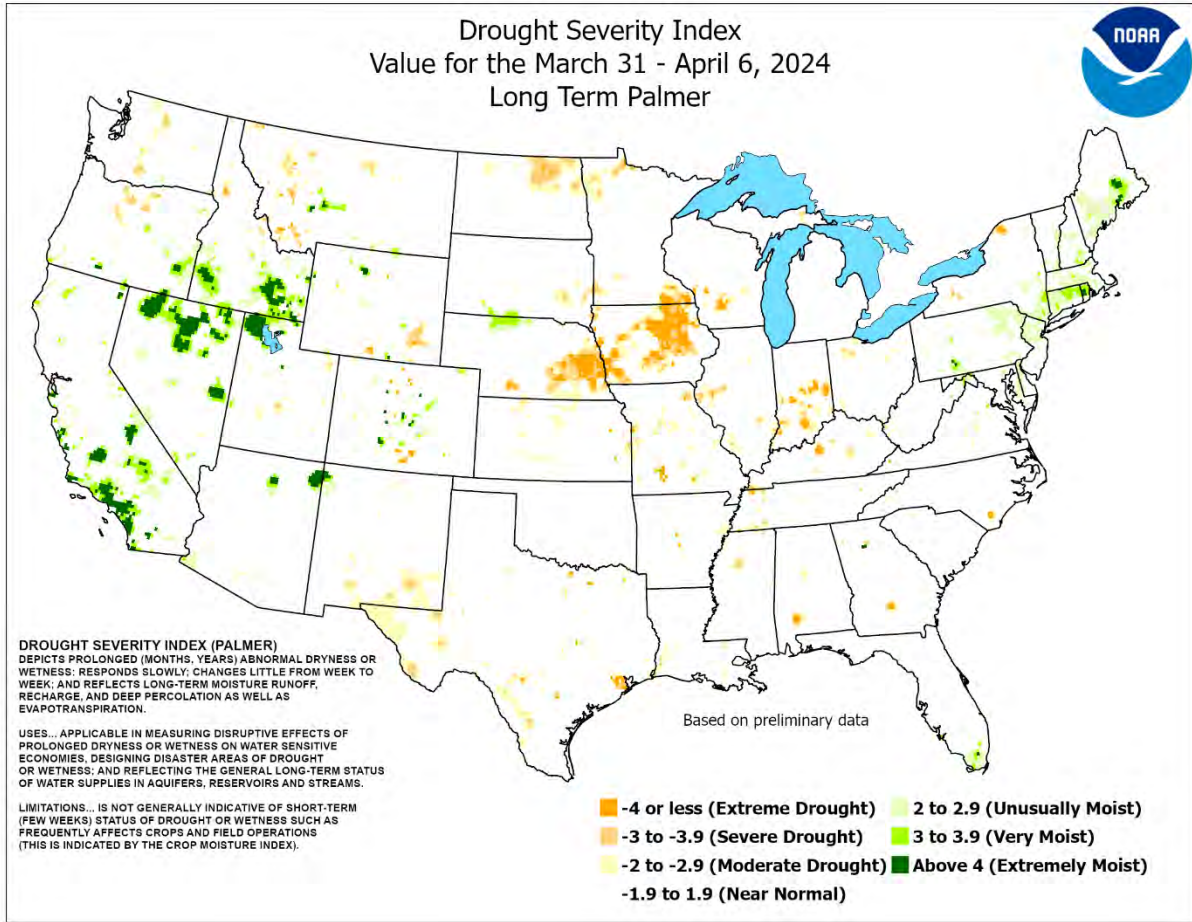 Drought Severity Index
Value for the March 31 - April 6, 2024
Long Term Palmer
NOAA
DROUGHT SEVERITY INDEX (PALMER)
DEPICTS PROLONGED (MONTHS, YEARS) ABNORMAL DRYNESS OR
WETNESS: RESPONDS SLOWLY; CHANGES LITTLE FROM WEEK TO
WEEK; AND REFLECTS LONG-TERM MOISTURE RUNOFF,
RECHARGE, AND DEEP PERCOLATION AS WELL AS
EVAPOTRANSPIRATION.
USES... APPLICABLE IN MEASURING DISRUPTIVE EFFECTS OF
PROLONGED DRYNESS OR WETNESS ON WATER SENSITIVE
ECONOMIES, DESIGNING DISASTER AREAS OF DROUGHT
OR WETNESS; AND REFLECTING THE GENERAL LONG-TERM STATUS
OF WATER SUPPLIES IN AQUIFERS, RESERVOIRS AND STREAMS.
LIMITATIONS... IS NOT GENERALLY INDICATIVE OF SHORT-TERM
(FEW WEEKS) STATUS OF DROUGHT OR WETNESS SUCH AS
FREQUENTLY AFFECTS CROPS AND FIELD OPERATIONS
(THIS IS INDICATED BY THE CROP MOISTURE INDEX).
Based on preliminary data
-4 or less (Extreme Drought)
-3 to -3.9 (Severe Drought)
-2 to -2.9 (Moderate Drought)
-1.9 to 1.9 (Near Normal)
2 to 2.9 (Unusually Moist)
3 to 3.9 (Very Moist)
Above 4 (Extremely Moist)